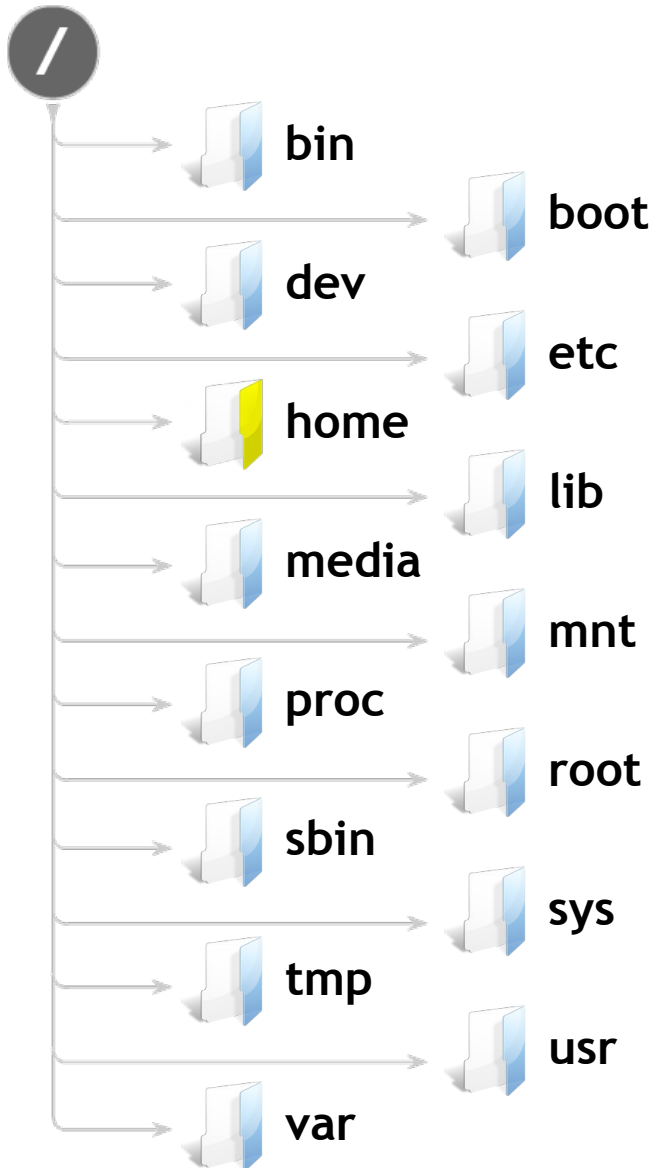 /
bin
boot
dev
etc
home
lib
media
mnt
proc
root
sbin
sys
tmp
usr
var